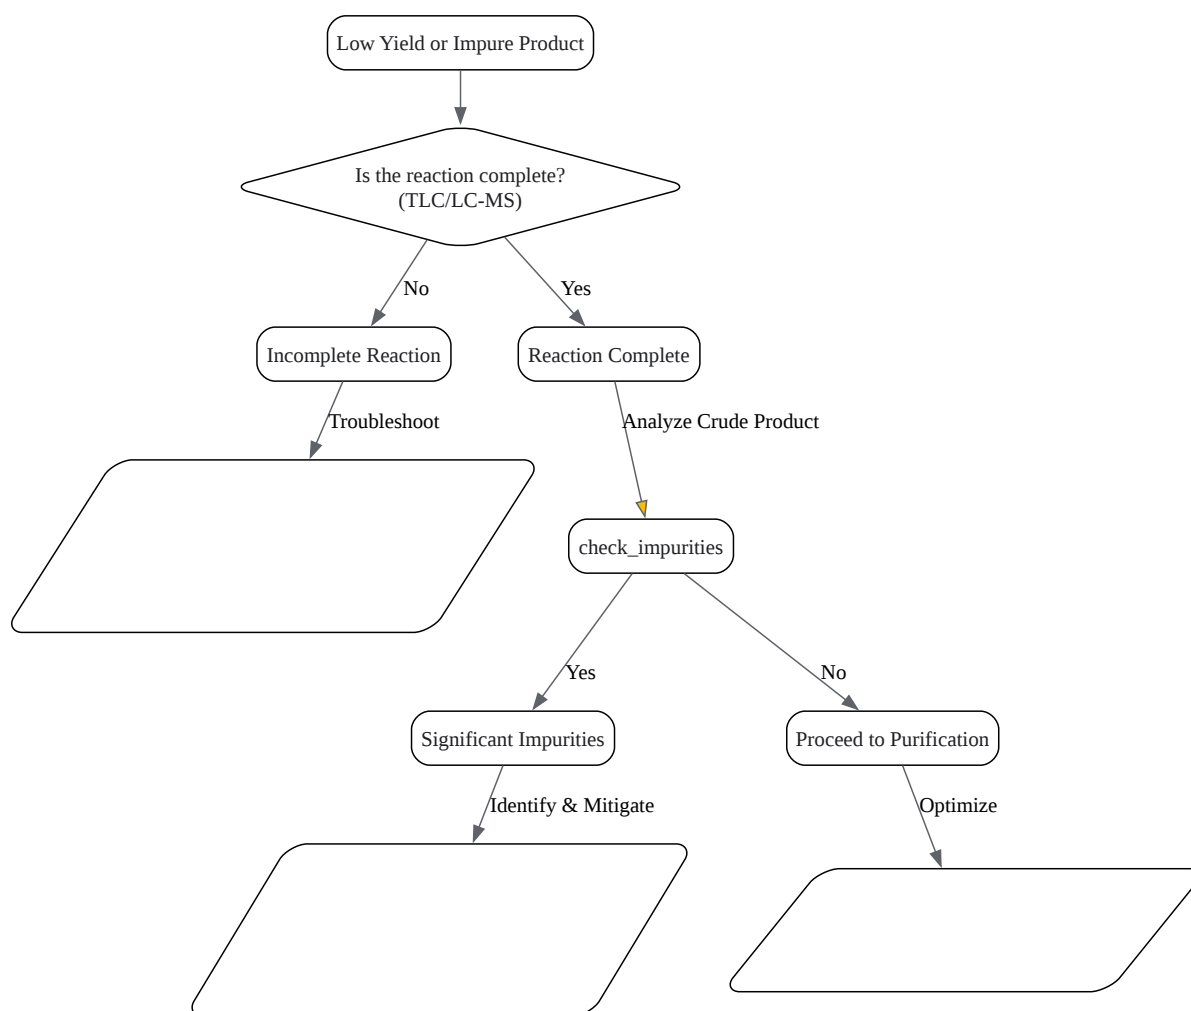 Low Yield or Impure Product
Is the reaction complete?
(TLC/LC-MS)
No
Yes
Incomplete Reaction
Reaction Complete
Troubleshoot
Analyze Crude Product
check_impurities
Yes
No
Significant Impurities
Proceed to Purification
Identify & Mitigate
Optimize